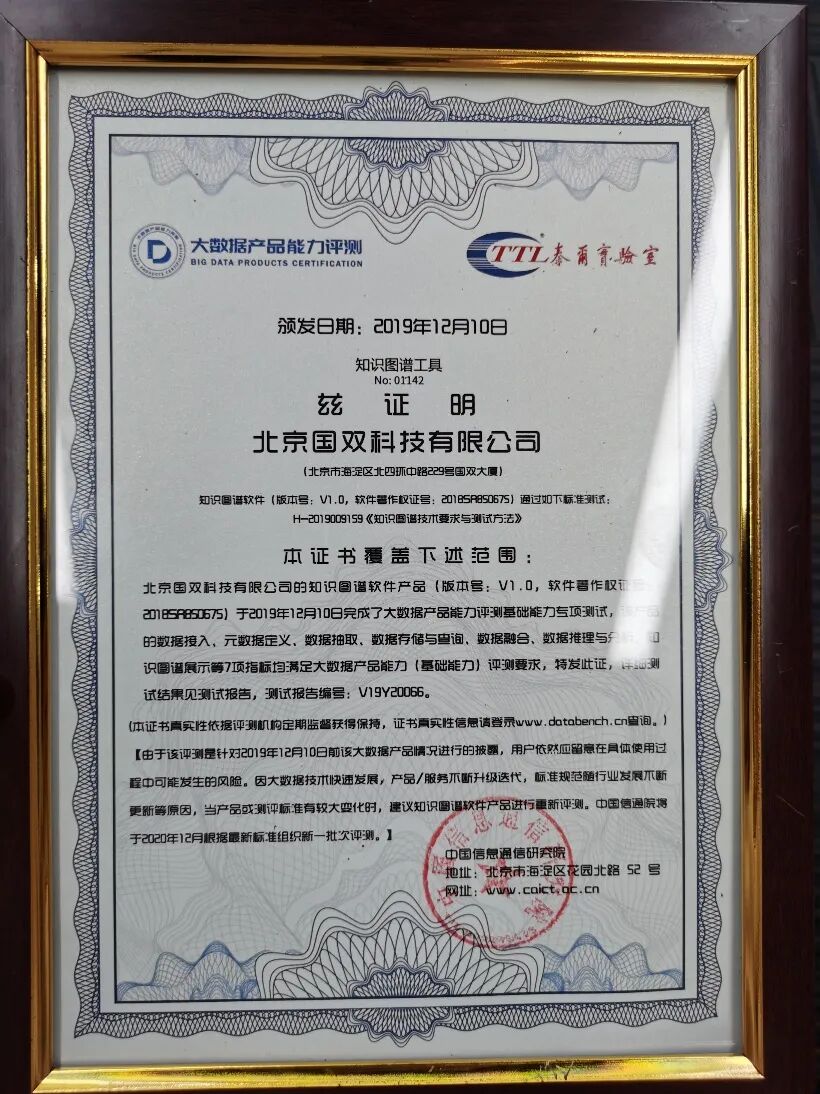 大数据产品能力评测
BIG DATA PRODUCTS CERTIFICATION
CTTL 泰爾實驗室
颁发日期：2019年12月10日
知识图谱工具
No: 01142
兹 证 明
北京国双科技有限公司
（北京市海淀区北四环中路229号国双大厦）
知识图谱软件（版本号：V1.0，软件著作权证号：2018SR850675）通过如下标准测试：
H-2019009159《知识图谱技术要求与测试方法》
本证书覆盖下述范围：
北京国双科技有限公司的知识图谱软件产品（版本号：V1.0，软件著作权证
2018SR850675）于2019年12月10日完成了大数据产品能力评测基础能力专项测试，该产品
的数据接入、元数据定义、数据抽取、数据存储与查询、数据融合、数据推理与分析、知
识图谱展示等7项指标均满足大数据产品能力（基础能力）评测要求，特发此证，详细测
试结果见测试报告，测试报告编号：V19Y20066。
(本证书真实性依据评测机构定期监督获得保持，证书真实性信息请登录www.databench.cn查询。)
【由于该评测是针对2019年12月10日前该大数据产品情况进行的披露，用户依然应留意在具体使用过
程中可能发生的风险。因大数据技术快速发展，产品/服务不断升级迭代，标准规范随行业发展不断
更新等原因，当产品或测评标准有较大变化时，建议知识图谱软件产品进行重新评测。中国信通院将
于2020年12月根据最新标准组织新一批次评测。】
中国信息通信研究院
地址：北京市海淀区花园北路 52 号
网址：www.caict.ac.cn